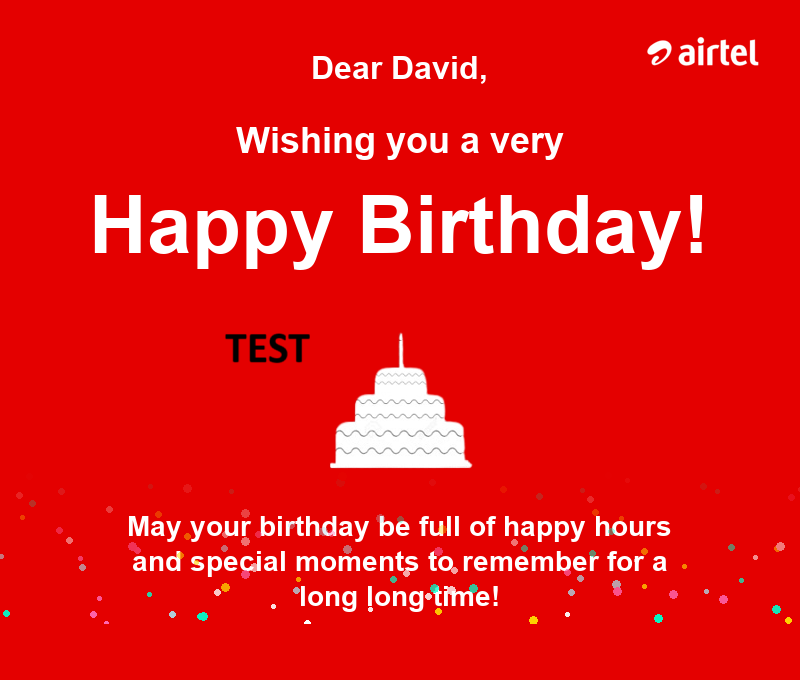 airtel
Dear David,
Wishing you a very
Happy Birthday!
TEST
May your birthday be full of happy hours
and special moments to remember for a
long long time!